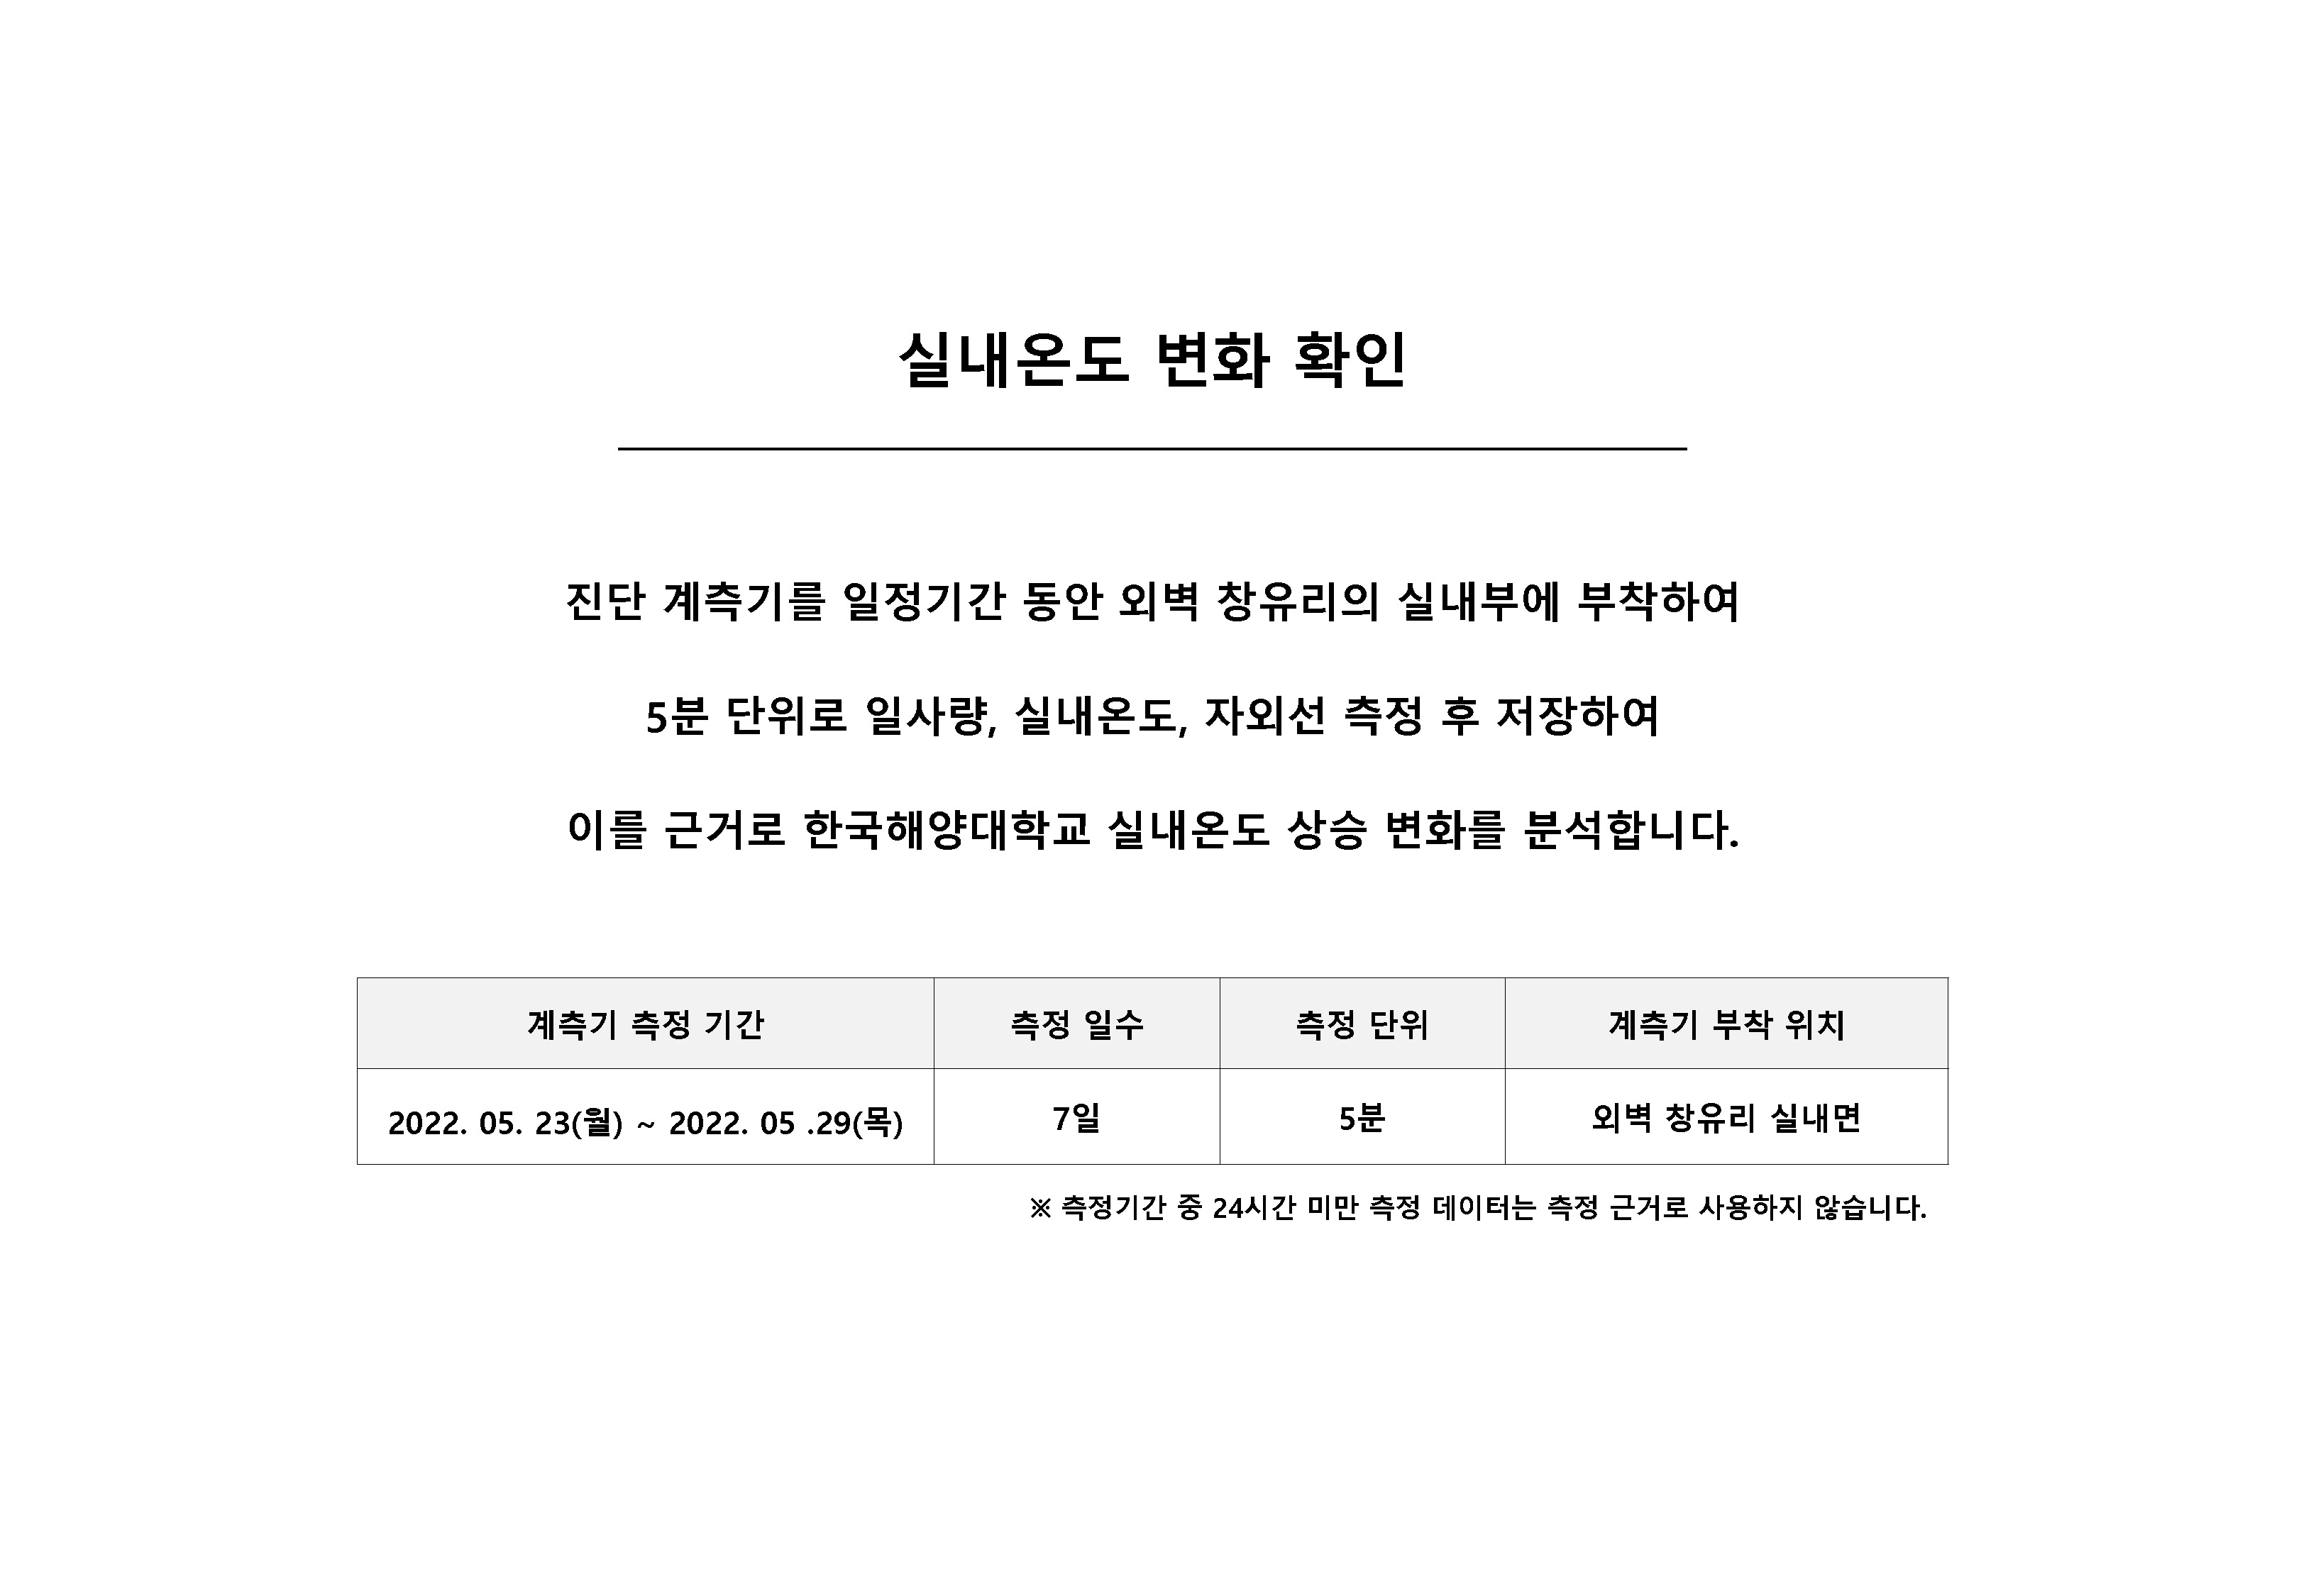 실내온도 변화 확인
진단 계측기를 일정기간 동안 외벽 창유리의 실내부에 부착하여
5분 단위로 일사량, 실내온도, 자외선 측정 후 저장하여
이를 근거로 한국해양대학교 실내온도 상승 변화를 분석합니다.
계측기 측정 기간 측정 일수 측정 단위 계측기 부착 위치
2022. 05. 23(월) ~ 2022. 05 .29(목) 7일 5분 외벽 창유리 실내면
※ 측정기간 중 24시간 미만 측정 데이터는 측정 근거로 사용하지 않습니다.